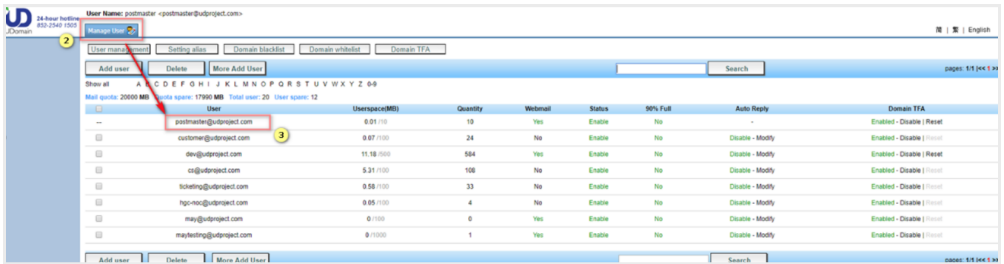 User Name: postmaster <postmaster@udproject.com>
UD
UDomain
24-hour hotline
852-2540 Y505
2
Manage User
简 | 繁 | English
User management Setting alias Domain blacklist Domain whitelist Domain TFA
Add user Delete More Add User Search pages: 1/1 |<< 1 >>
Show all A B C D E F G H I J K L M N O P Q R S T U V W X Y Z 0-9
Mail quota: 20000 MB Quota spare: 17990 MB Total user: 20 User spare: 12
User Userspace(MB) Quantity Webmail Status 90% Full Auto Reply Domain TFA
-- postmaster@udproject.com 0.01 /10 10 Yes Enable No - Enabled - Disable | Reset
3
customer@udproject.com 0.07 /100 24 No Enable No Disable - Modify Enabled - Disable | Reset
dev@udproject.com 11.18 /500 584 Yes Enable No Disable - Modify Enabled - Disable | Reset
cs@udproject.com 5.31 /100 108 No Enable No Disable - Modify Enabled - Disable | Reset
ticketing@udproject.com 0.58 /100 33 No Enable No Disable - Modify Enabled - Disable | Reset
hgc-noc@udproject.com 0.05 /100 4 No Enable No Disable - Modify Enabled - Disable | Reset
may@udproject.com 0 /100 0 Yes Enable No Disable - Modify Enabled - Disable | Reset
maytesting@udproject.com 0 /1000 1 Yes Enable No Disable - Modify Enabled - Disable | Reset
Add user Delete More Add User Search pages: 1/1 |<< 1 >>